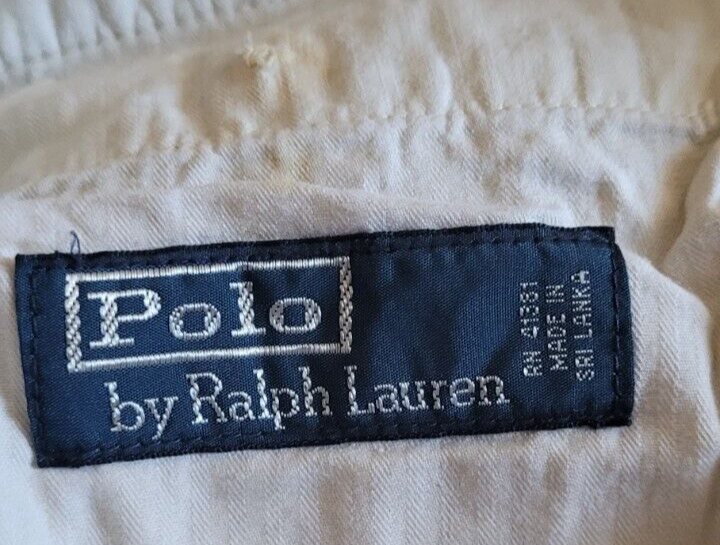 Polo
by Ralph Lauren
RN 41381
MADE IN
SRI LANKA